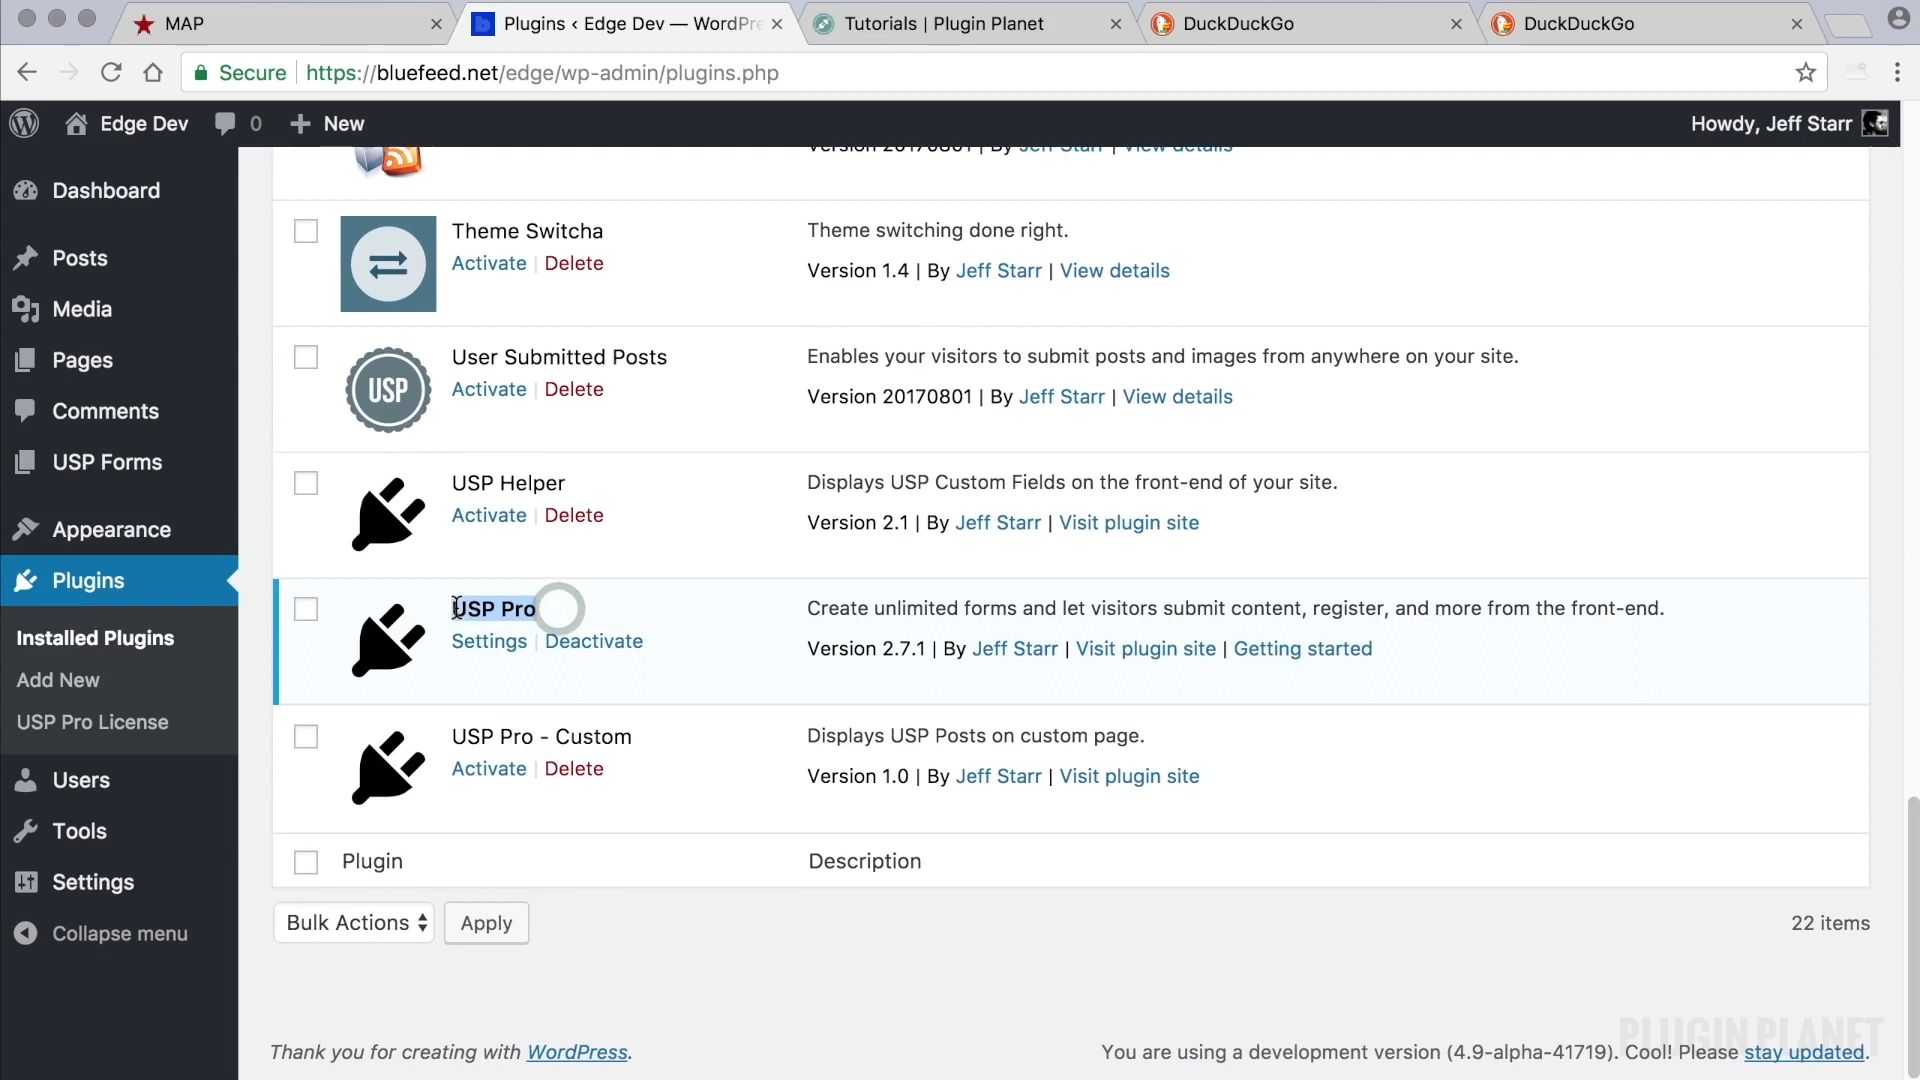 MAP
Plugins ‹ Edge Dev — WordPre
Tutorials | Plugin Planet
DuckDuckGo
DuckDuckGo
Secure
https://bluefeed.net/edge/wp-admin/plugins.php
Edge Dev
0
New
Howdy, Jeff Starr
Version 20170801 | By Jeff Starr | View details
Dashboard
Posts
Media
Pages
Comments
USP Forms
Appearance
Plugins
Installed Plugins
Add New
USP Pro License
Users
Tools
Settings
Collapse menu
Theme Switcha
Activate | Delete
Theme switching done right.
Version 1.4 | By Jeff Starr | View details
USP
User Submitted Posts
Activate | Delete
Enables your visitors to submit posts and images from anywhere on your site.
Version 20170801 | By Jeff Starr | View details
USP Helper
Activate | Delete
Displays USP Custom Fields on the front-end of your site.
Version 2.1 | By Jeff Starr | Visit plugin site
USP Pro
Settings | Deactivate
Create unlimited forms and let visitors submit content, register, and more from the front-end.
Version 2.7.1 | By Jeff Starr | Visit plugin site | Getting started
USP Pro - Custom
Activate | Delete
Displays USP Posts on custom page.
Version 1.0 | By Jeff Starr | Visit plugin site
Plugin
Description
Bulk Actions
Apply
22 items
PLUGIN PLANET
Thank you for creating with WordPress.
You are using a development version (4.9-alpha-41719). Cool! Please stay updated.